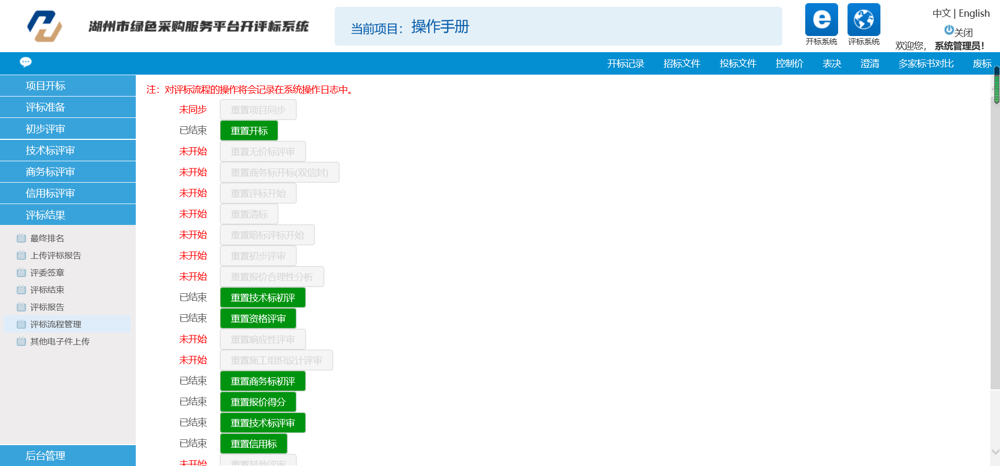 湖州市绿色采购服务平台开评标系统
当前项目：操作手册
开标系统
评标系统
中文 | English
关闭
欢迎您， 系统管理员！
开标记录 招标文件 投标文件 控制价 表决 澄清 多家标书对比 废标
项目开标
评标准备
初步评审
技术标评审
商务标评审
信用标评审
评标结果
最终排名
上传评标报告
评委签章
评标结束
评标报告
评标流程管理
其他电子件上传
后台管理
注：对评标流程的操作将会记录在系统操作日志中。
未同步 重置项目同步
已结束 重置开标
未开始 重置无价标评审
未开始 重置商务标开标(双信封)
未开始 重置评标开始
未开始 重置清标
未开始 重置暗标评标开始
未开始 重置初步评审
未开始 重置报价合理性分析
已结束 重置技术标初评
已结束 重置资格评审
未开始 重置响应性评审
未开始 重置施工组织设计评审
已结束 重置商务标初评
已结束 重置报价得分
已结束 重置技术标评审
已结束 重置信用标
未开始 重置其他评审